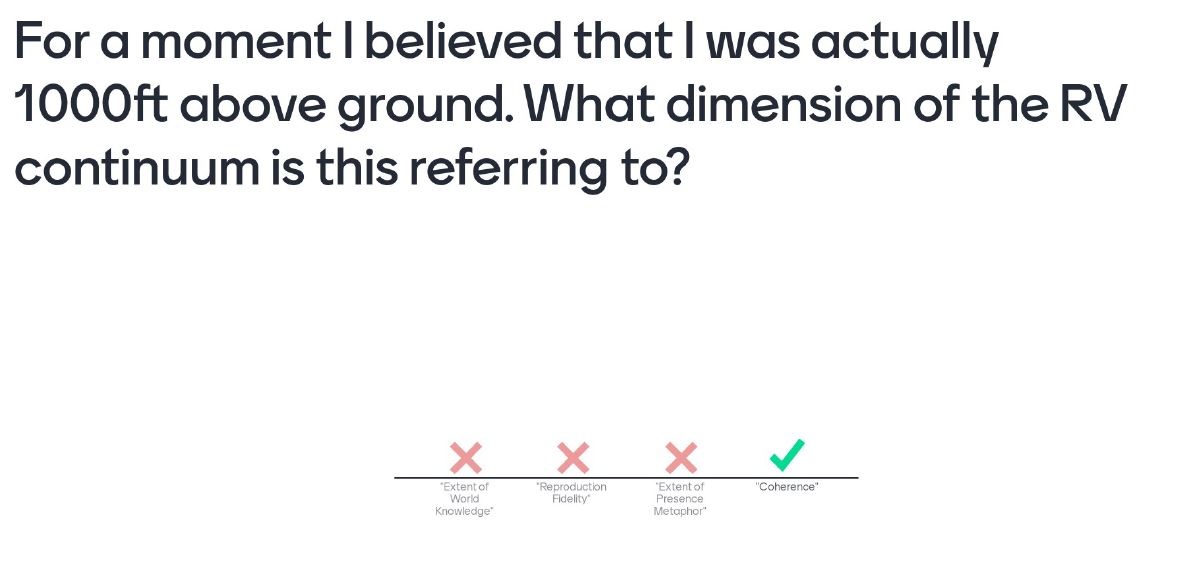 For a moment I believed that I was actually
1000ft above ground. What dimension of the RV
continuum is this referring to?
"Extent of
World
Knowledge"
"Reproduction
Fidelity"
"Extent of
Presence
Metaphor"
"Coherence"